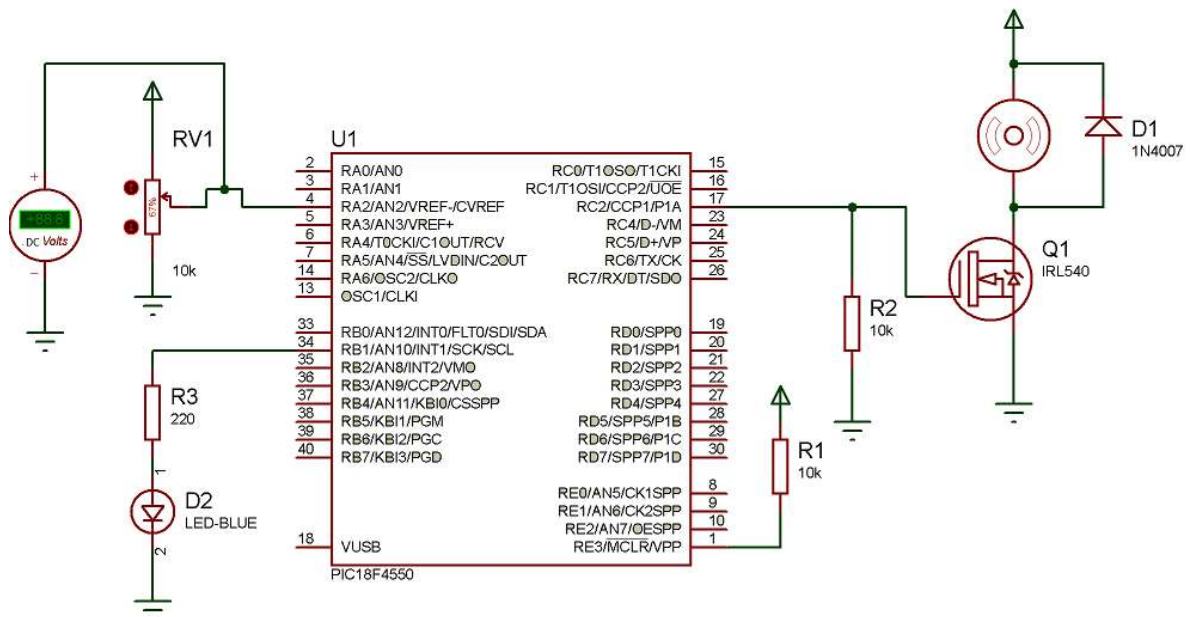 +
+88.8
DC Volts
–
RV1
67%
10k
U1
2 RA0/AN0
3 RA1/AN1
4 RA2/AN2/VREF-/CVREF
5 RA3/AN3/VREF+
6 RA4/T0CKI/C1OUT/RCV
7 RA5/AN4/SS/LVDIN/C2OUT
14 RA6/OSC2/CLKO
13 OSC1/CLKI
33 RB0/AN12/INT0/FLT0/SDI/SDA
34 RB1/AN10/INT1/SCK/SCL
35 RB2/AN8/INT2/VMO
36 RB3/AN9/CCP2/VPO
37 RB4/AN11/KBI0/CSSPP
38 RB5/KBI1/PGM
39 RB6/KBI2/PGC
40 RB7/KBI3/PGD
18 VUSB
RC0/T1OSO/T1CKI 15
RC1/T1OSI/CCP2/UOE 16
RC2/CCP1/P1A 17
RC4/D-/VM 23
RC5/D+/VP 24
RC6/TX/CK 25
RC7/RX/DT/SDO 26
RD0/SPP0 19
RD1/SPP1 20
RD2/SPP2 21
RD3/SPP3 22
RD4/SPP4 27
RD5/SPP5/P1B 28
RD6/SPP6/P1C 29
RD7/SPP7/P1D 30
RE0/AN5/CK1SPP 8
RE1/AN6/CK2SPP 9
RE2/AN7/OESPP 10
RE3/MCLR/VPP 1
PIC18F4550
R3
220
1
D2
LED-BLUE
2
R2
10k
R1
10k
D1
1N4007
Q1
IRL540